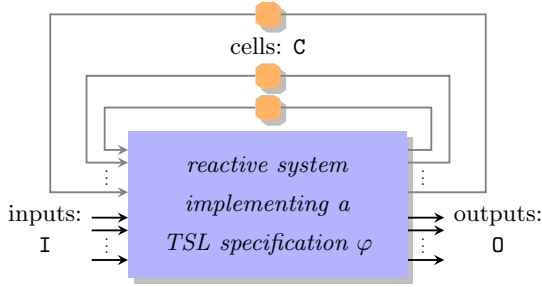 cells: C
reactive system
implementing a
TSL specification φ
inputs:
I
outputs:
O